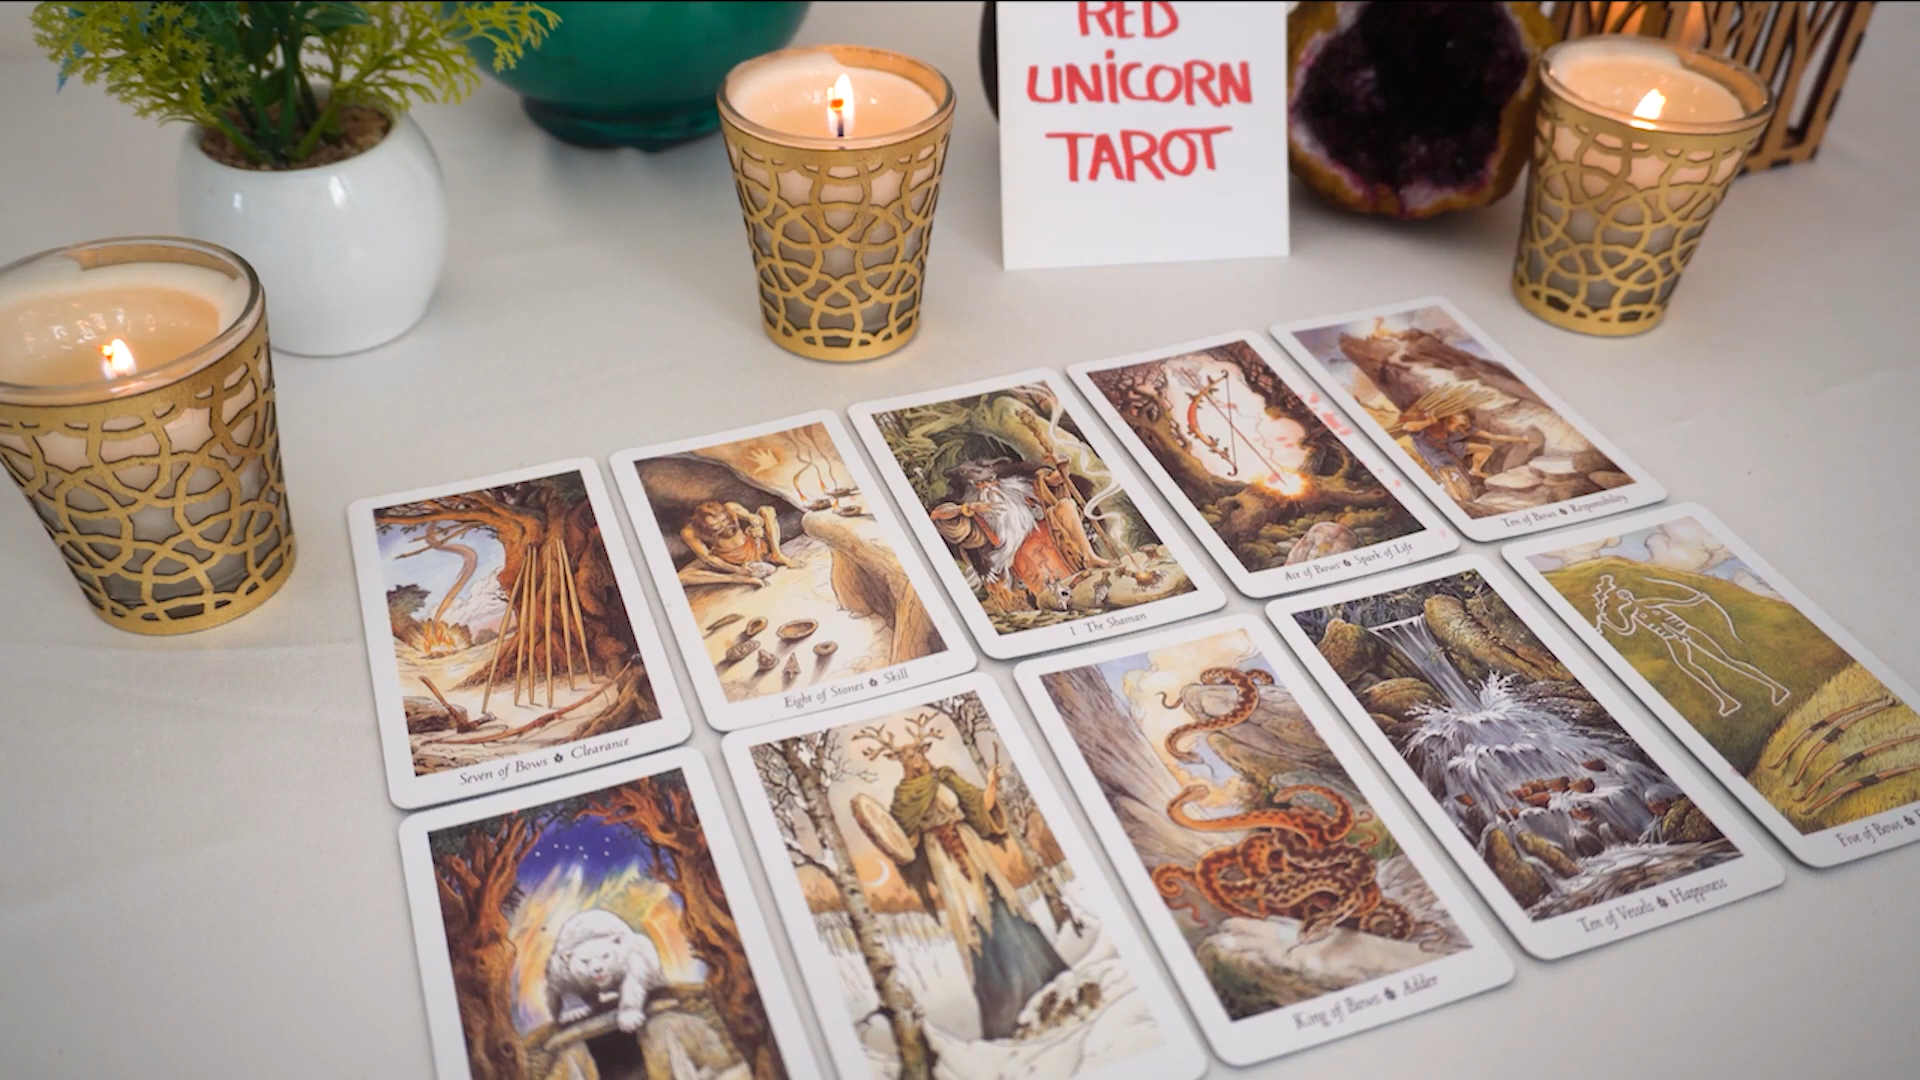 RED
UNICORN
TAROT
Ten of Bows Responsibility
Ace of Bows Spark of Life
1 The Shaman
Eight of Stones Skill
Seven of Bows Clearance
Five of Bows
Ten of Vessels Happiness
King of Bows Adder